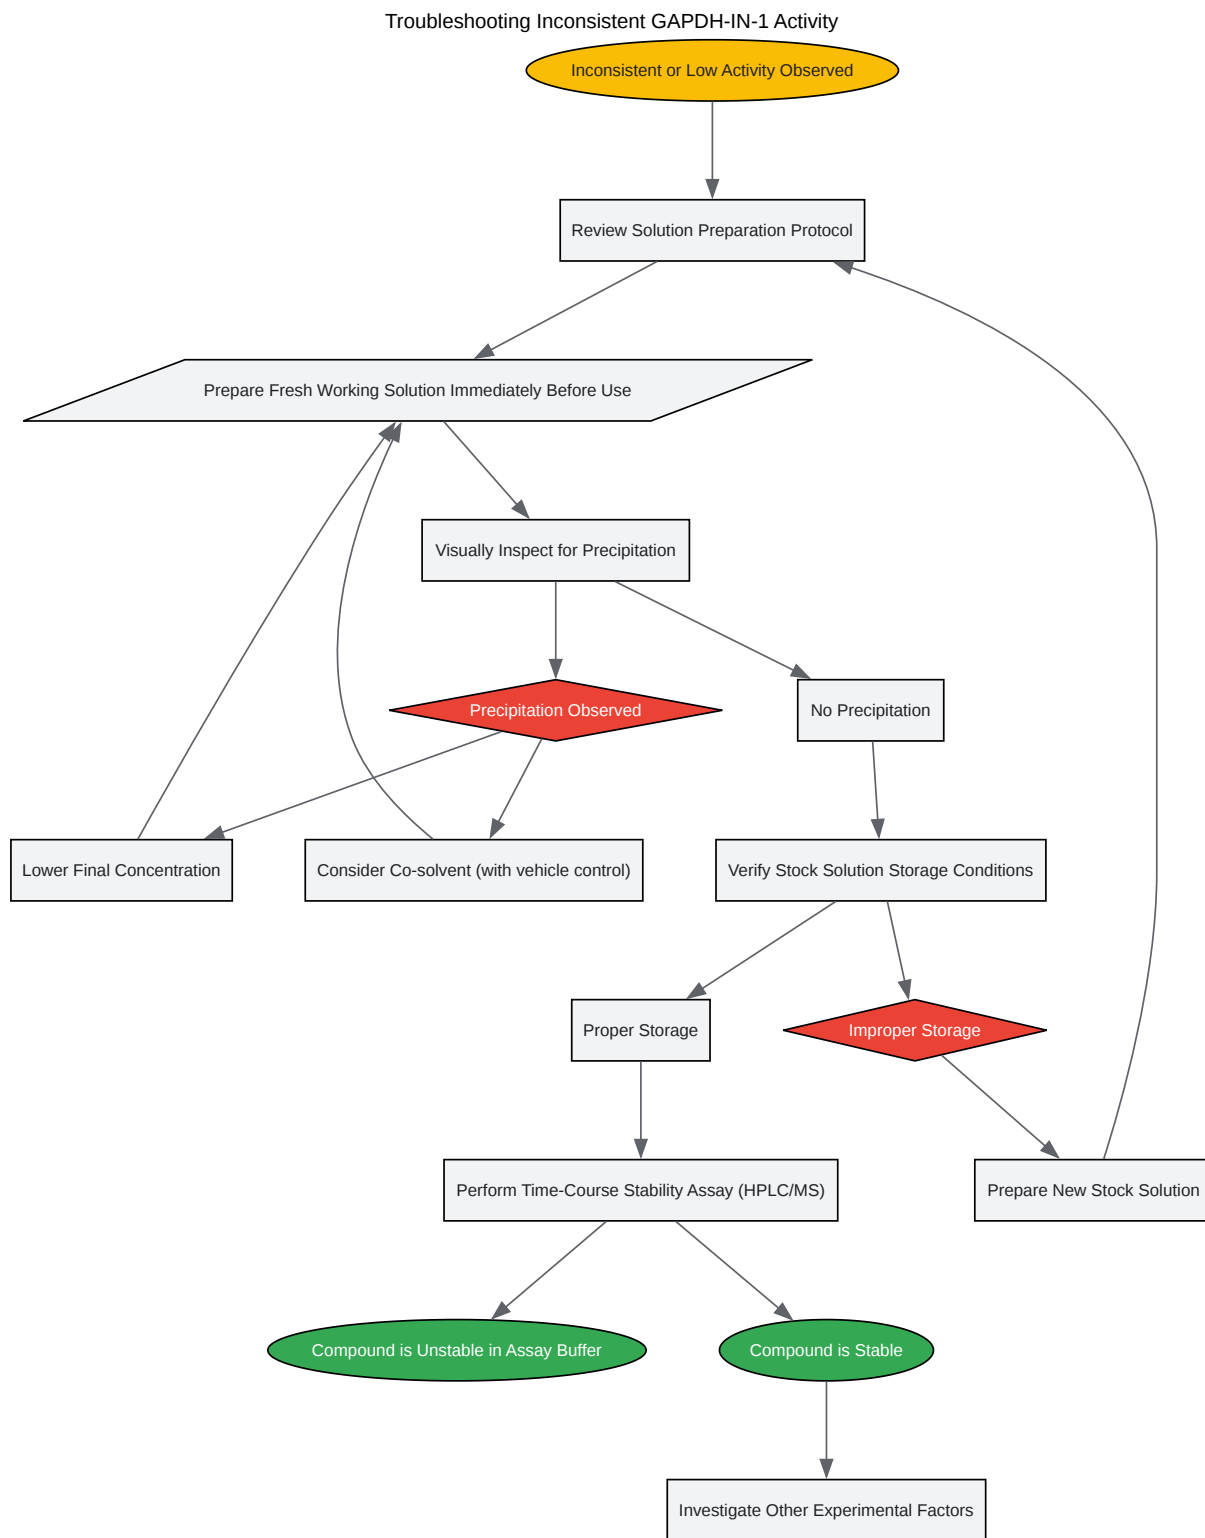 Troubleshooting Inconsistent GAPDH-IN-1 Activity
Inconsistent or Low Activity Observed
Review Solution Preparation Protocol
Prepare Fresh Working Solution Immediately Before Use
Visually Inspect for Precipitation
Precipitation Observed
No Precipitation
Lower Final Concentration
Consider Co-solvent (with vehicle control)
Verify Stock Solution Storage Conditions
Proper Storage
Improper Storage
Perform Time-Course Stability Assay (HPLC/MS)
Prepare New Stock Solution
Compound is Unstable in Assay Buffer
Compound is Stable
Investigate Other Experimental Factors